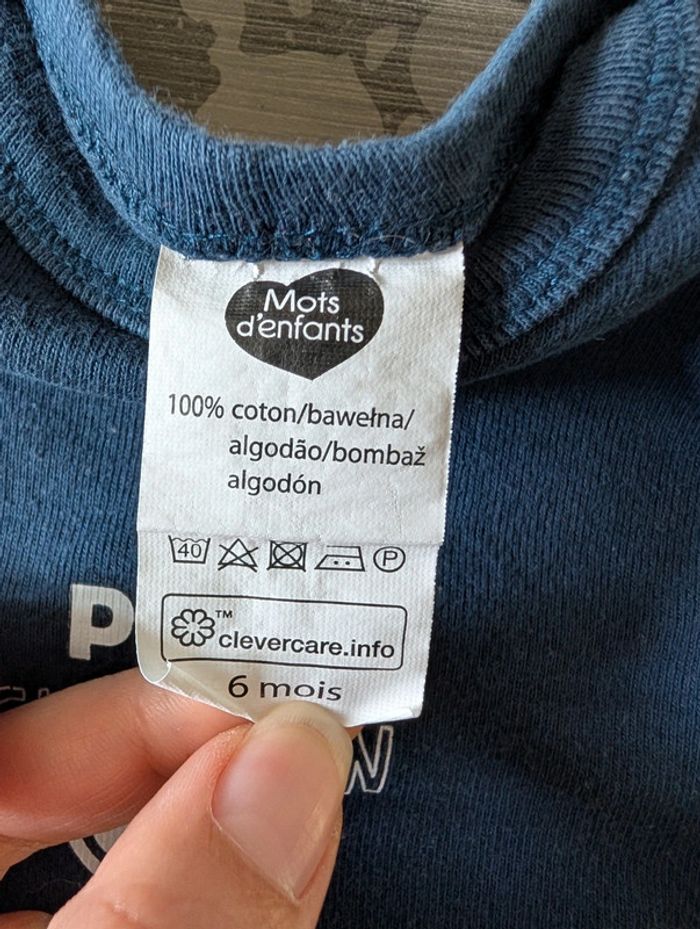 Mots
d'enfants
100% coton/bawełna/
algodão/bombaž
algodón
40
P
TM
clevercare.info
6 mois
P
W